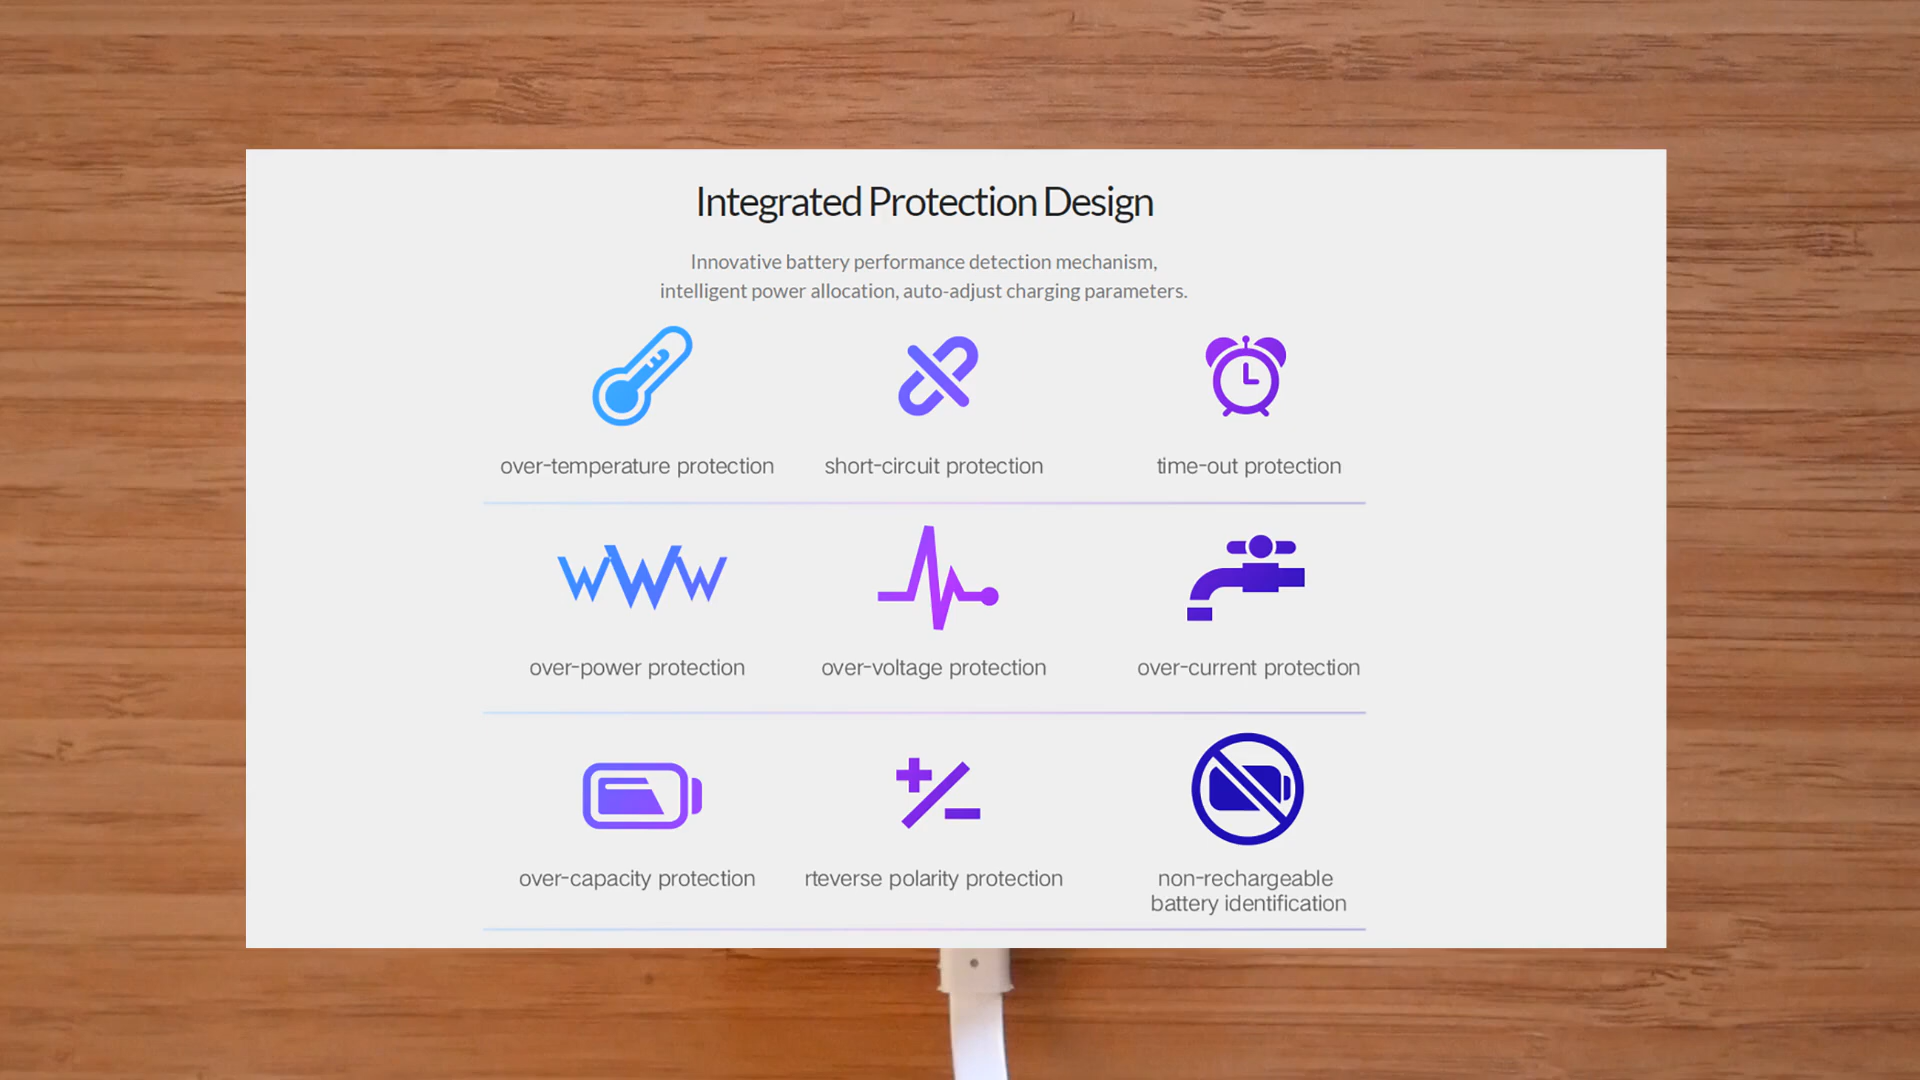 Integrated Protection Design
Innovative battery performance detection mechanism,
intelligent power allocation, auto-adjust charging parameters.
over-temperature protection
short-circuit protection
time-out protection
wWw
over-power protection
over-voltage protection
over-current protection
over-capacity protection
rteverse polarity protection
non-rechargeable
battery identification